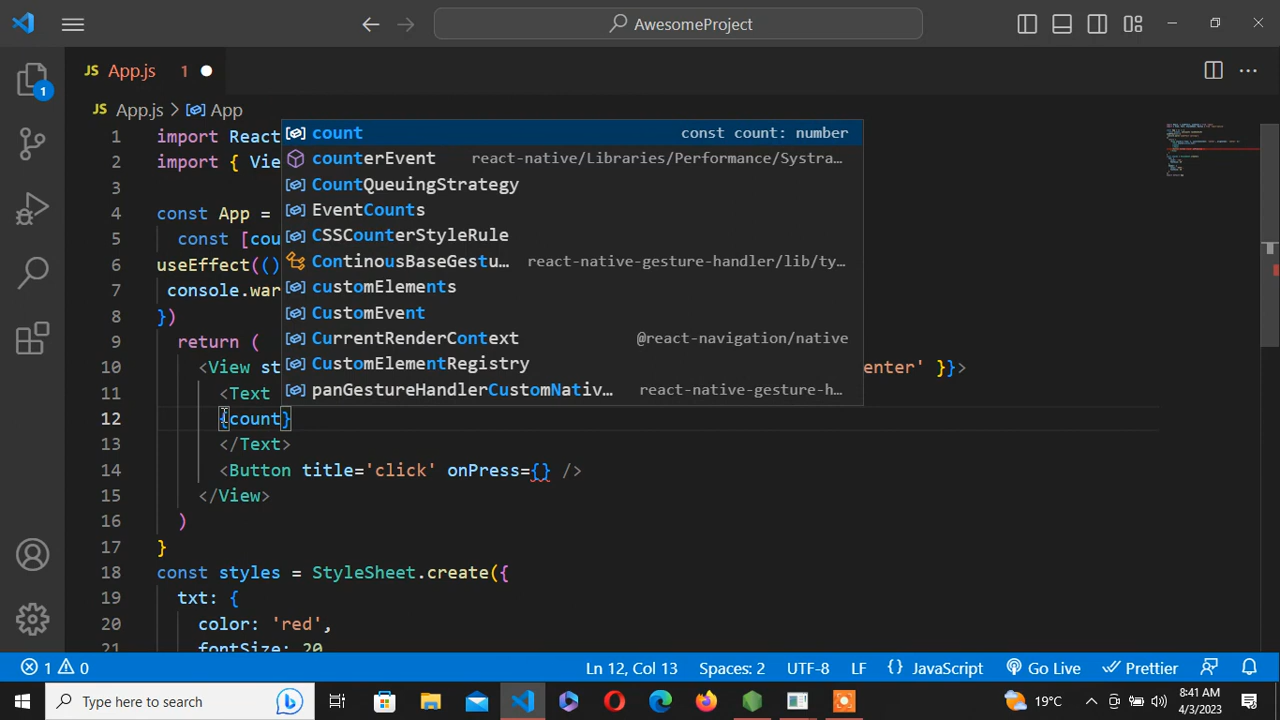 AwesomeProject
JS App.js 1
JS App.js > App
1 import React
2 import { Vie
3
4 const App =
5 const [cou
6 useEffect(()
7 console.war
8 })
9 return (
10 <View st enter' }}>
11 <Text
12 {count}
13 </Text>
14 <Button title='click' onPress={} />
15 </View>
16 )
17 }
18 const styles = StyleSheet.create({
19 txt: {
20 color: 'red',
21 fontSize: 20
count const count: number
counterEvent react-native/Libraries/Performance/Systra…
CountQueuingStrategy
EventCounts
CSSCounterStyleRule
ContinousBaseGestu… react-native-gesture-handler/lib/ty…
customElements
CustomEvent
CurrentRenderContext @react-navigation/native
CustomElementRegistry
panGestureHandlerCustomNativ… react-native-gesture-h…
1
1 0 Ln 12, Col 13 Spaces: 2 UTF-8 LF {} JavaScript Go Live Prettier
Type here to search 19°C 8:41 AM
4/3/2023